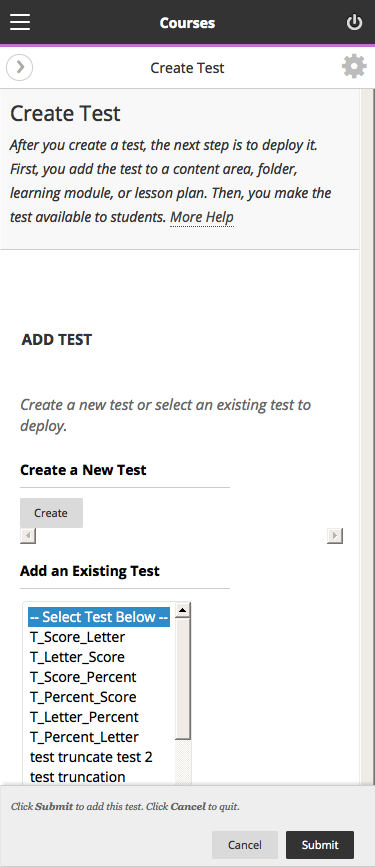 Courses
Create Test
Create Test
After you create a test, the next step is to deploy it.
First, you add the test to a content area, folder,
learning module, or lesson plan. Then, you make the
test available to students. More Help
ADD TEST
Create a new test or select an existing test to
deploy.
Create a New Test
Create
Add an Existing Test
-- Select Test Below --
T_Score_Letter
T_Letter_Score
T_Score_Percent
T_Percent_Score
T_Letter_Percent
T_Percent_Letter
test truncate test 2
test truncation
Click Submit to add this test. Click Cancel to quit.
Cancel
Submit